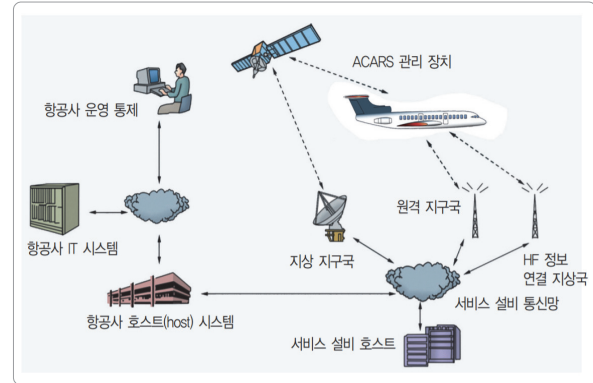 ACARS 관리 장치
항공사 운영 통제
원격 지구국
항공사 IT 시스템
지상 지구국
HF 정보
연결 지상국
서비스 설비 통신망
항공사 호스트(host) 시스템
서비스 설비 호스트